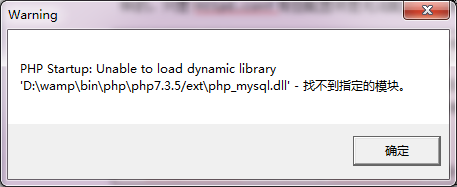 Warning
PHP Startup: Unable to load dynamic library
'D:\wamp\bin\php\php7.3.5/ext\php_mysql.dll' - 找不到指定的模块。
确定